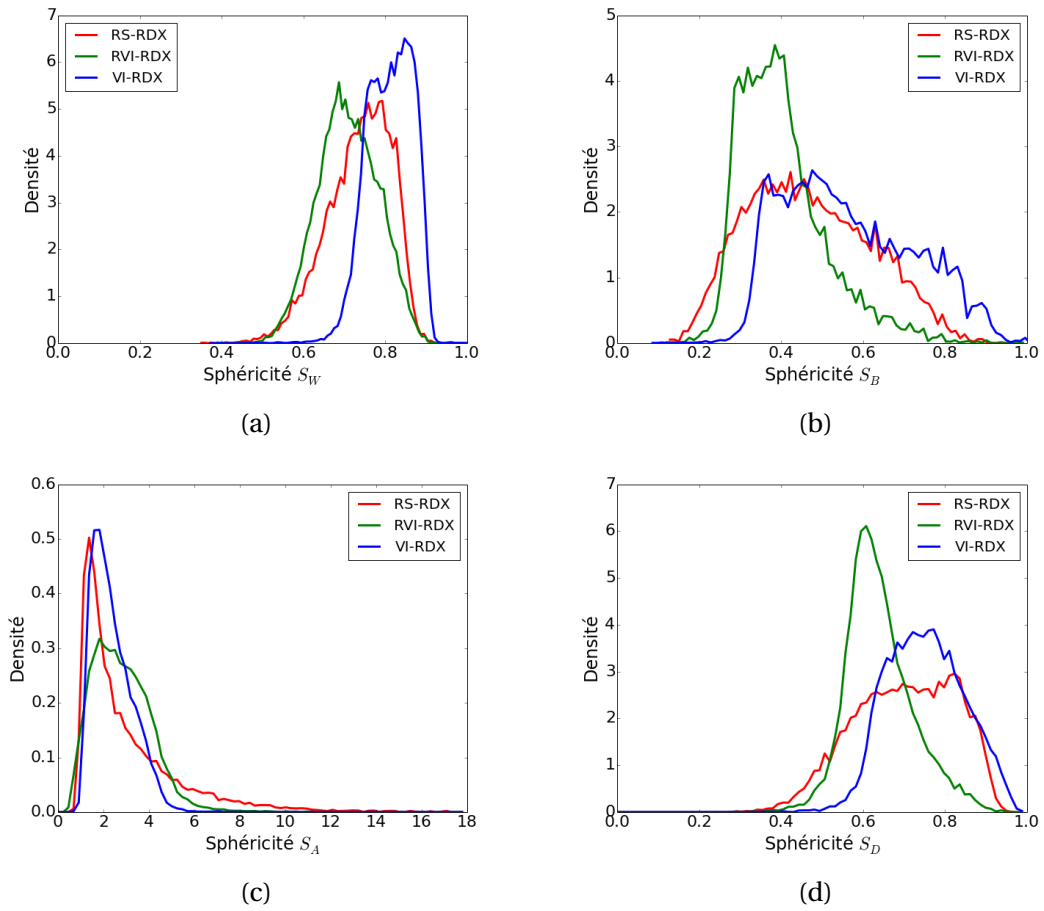 7
6
5
4
3
2
1
0
Densité
RS-RDX
RVI-RDX
VI-RDX
0.0 0.2 0.4 0.6 0.8 1.0
Sphéricité S_W
(a)
5
4
3
2
1
0
Densité
RS-RDX
RVI-RDX
VI-RDX
0.0 0.2 0.4 0.6 0.8 1.0
Sphéricité S_B
(b)
0.6
0.5
0.4
0.3
0.2
0.1
0.0
Densité
RS-RDX
RVI-RDX
VI-RDX
0 2 4 6 8 10 12 14 16 18
Sphéricité S_A
(c)
7
6
5
4
3
2
1
0
Densité
RS-RDX
RVI-RDX
VI-RDX
0.0 0.2 0.4 0.6 0.8 1.0
Sphéricité S_D
(d)